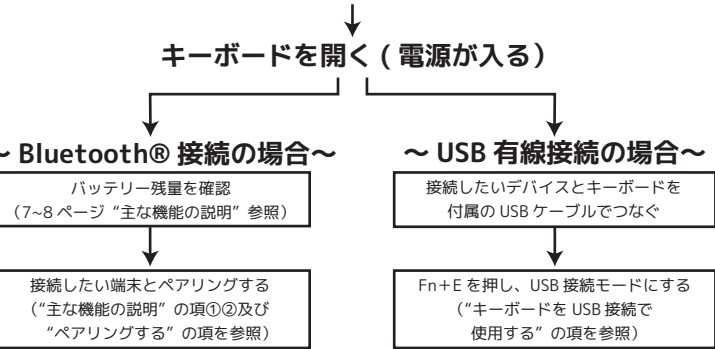 キーボードを開く ( 電源が入る )
～ Bluetooth® 接続の場合～
バッテリー残量を確認
（7~8 ページ “主な機能の説明” 参照）
接続したい端末とペアリングする
（“主な機能の説明” の項①②及び
“ペアリングする” の項を参照）
～ USB 有線接続の場合～
接続したいデバイスとキーボードを
付属の USB ケーブルでつなぐ
Fn＋E を押し、USB 接続モードにする
（“キーボードを USB 接続で
使用する” の項を参照）